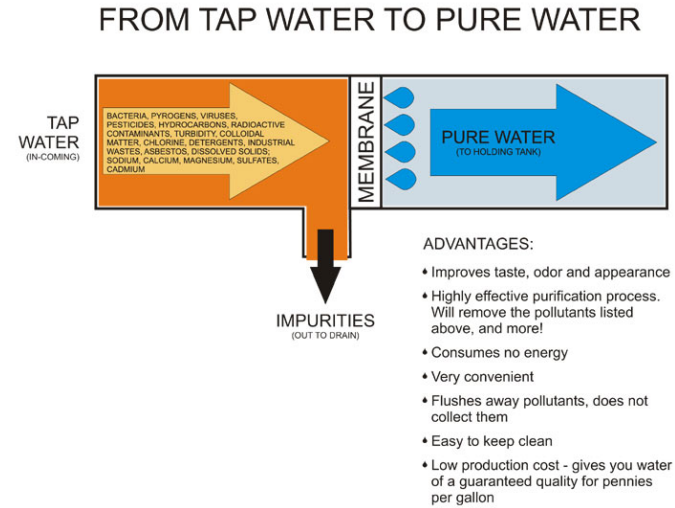 FROM TAP WATER TO PURE WATER
TAP
WATER
(IN-COMING)
BACTERIA, PYROGENS, VIRUSES,
PESTICIDES, HYDROCARBONS, RADIOACTIVE
CONTAMINANTS, TURBIDITY, COLLOIDAL
MATTER, CHLORINE, DETERGENTS, INDUSTRIAL
WASTES, ASBESTOS, DISSOLVED SOLIDS;
SODIUM, CALCIUM, MAGNESIUM, SULFATES,
CADMIUM
MEMBRANE
PURE WATER
(TO HOLDING TANK)
IMPURITIES
(OUT TO DRAIN)
ADVANTAGES:
Improves taste, odor and appearance
Highly effective purification process.
Will remove the pollutants listed
above, and more!
Consumes no energy
Very convenient
Flushes away pollutants, does not
collect them
Easy to keep clean
Low production cost - gives you water
of a guaranteed quality for pennies
per gallon